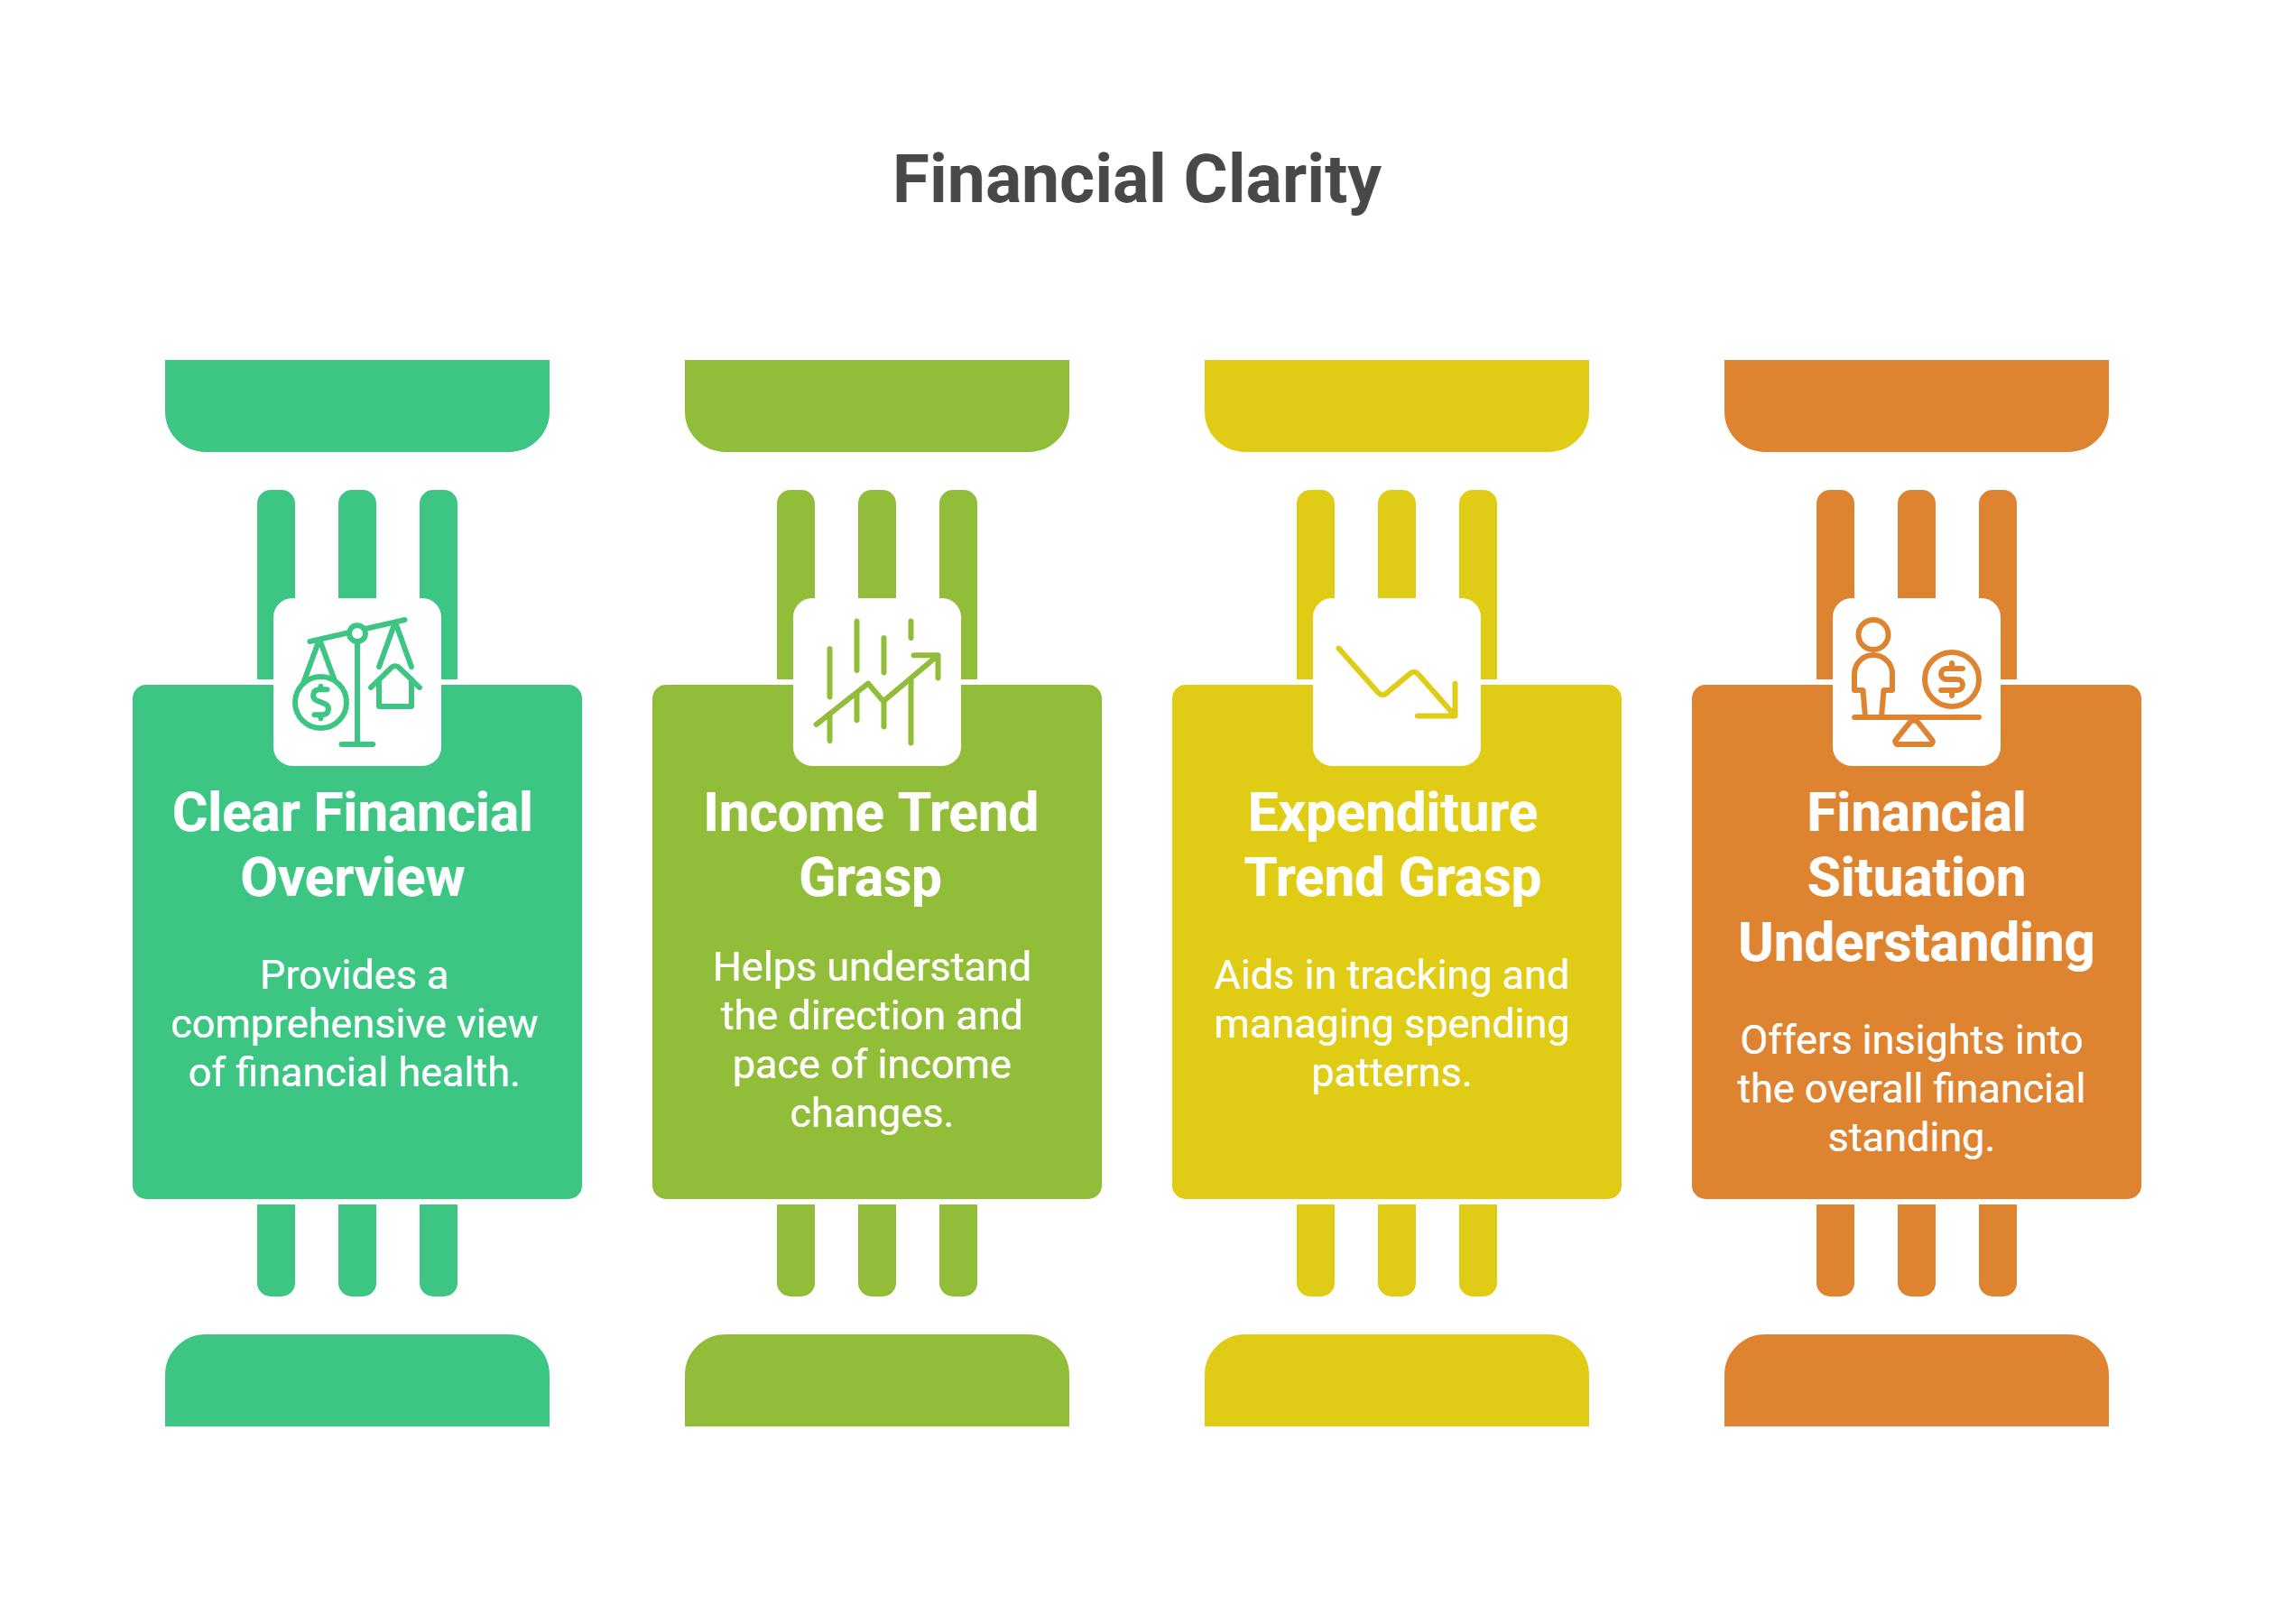 Financial Clarity
Clear Financial
Overview
Provides a
comprehensive view
of financial health.
Income Trend
Grasp
Helps understand
the direction and
pace of income
changes.
Expenditure
Trend Grasp
Aids in tracking and
managing spending
patterns.
Financial
Situation
Understanding
Offers insights into
the overall financial
standing.